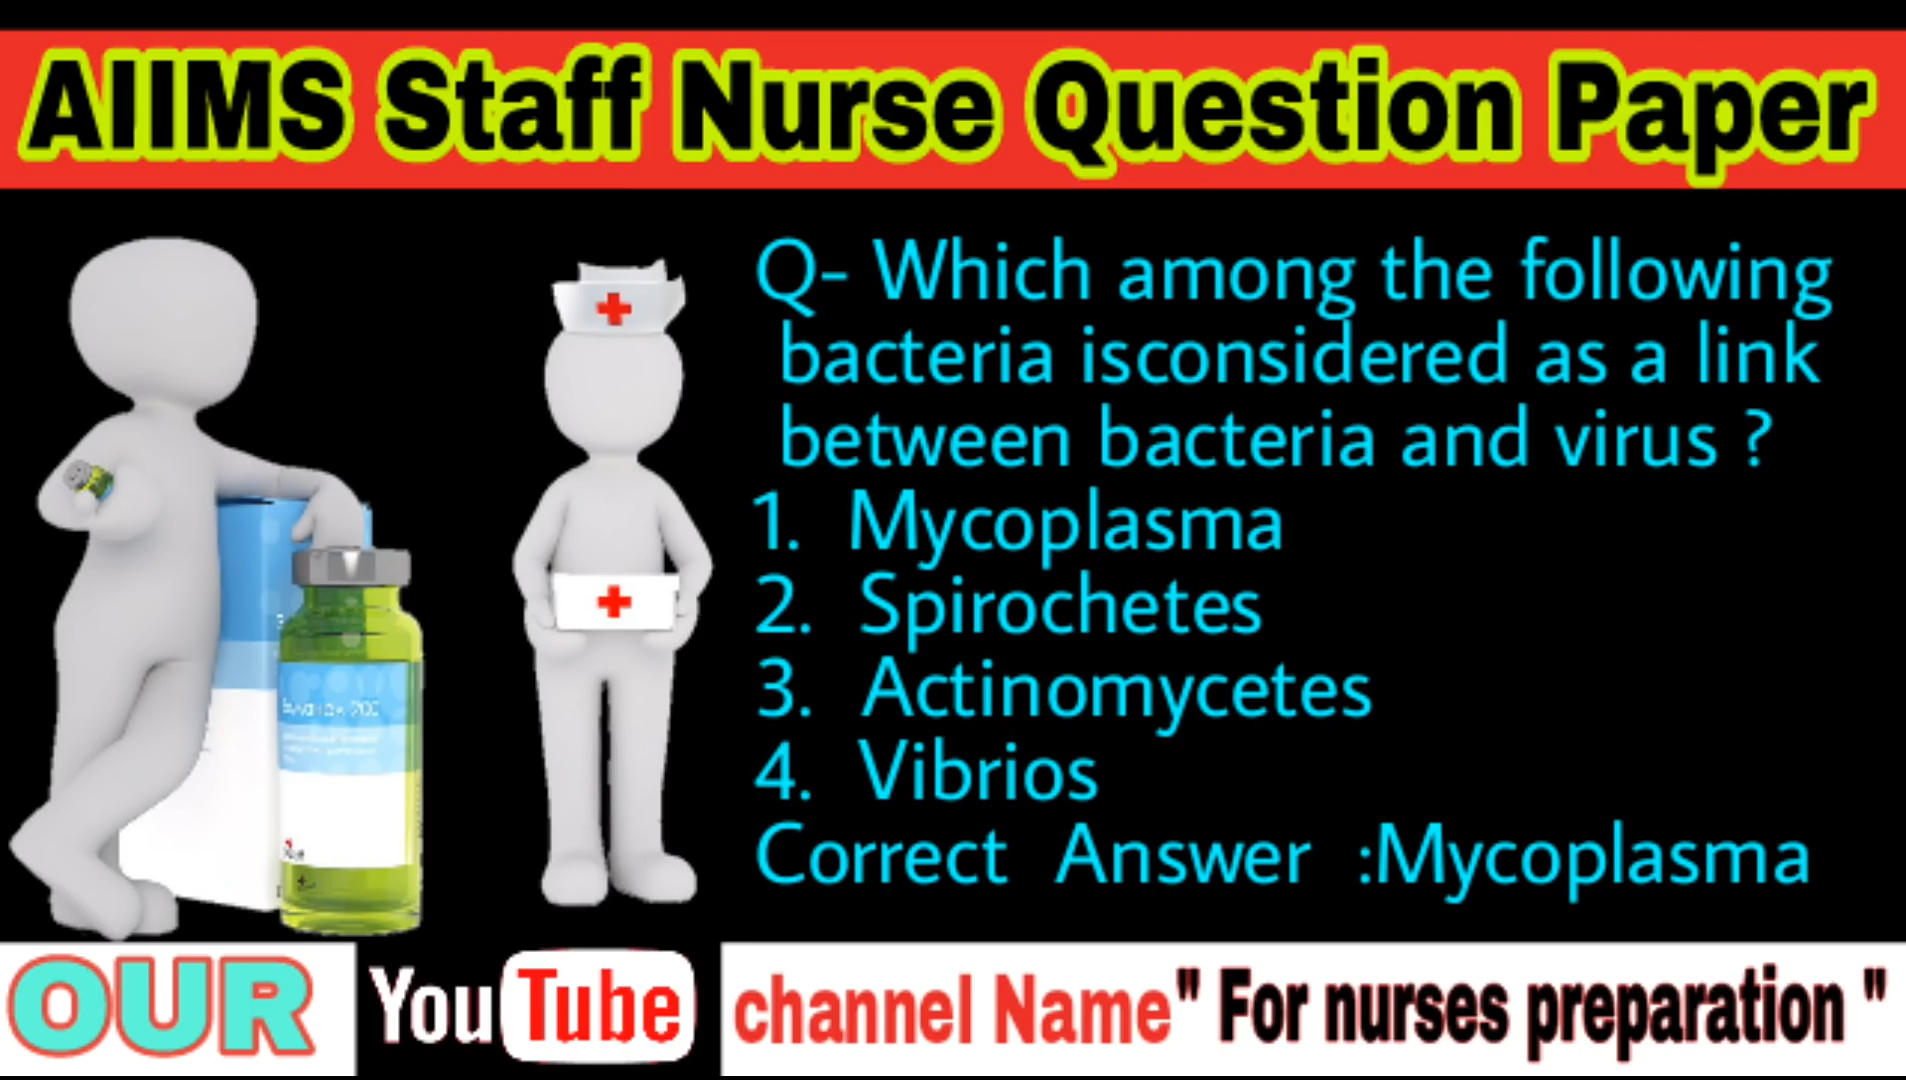 AIIMS Staff Nurse Question Paper
Q- Which among the following
bacteria isconsidered as a link
between bacteria and virus ?
1. Mycoplasma
2. Spirochetes
3. Actinomycetes
4. Vibrios
Correct Answer :Mycoplasma
OUR YouTube channel Name " For nurses preparation "